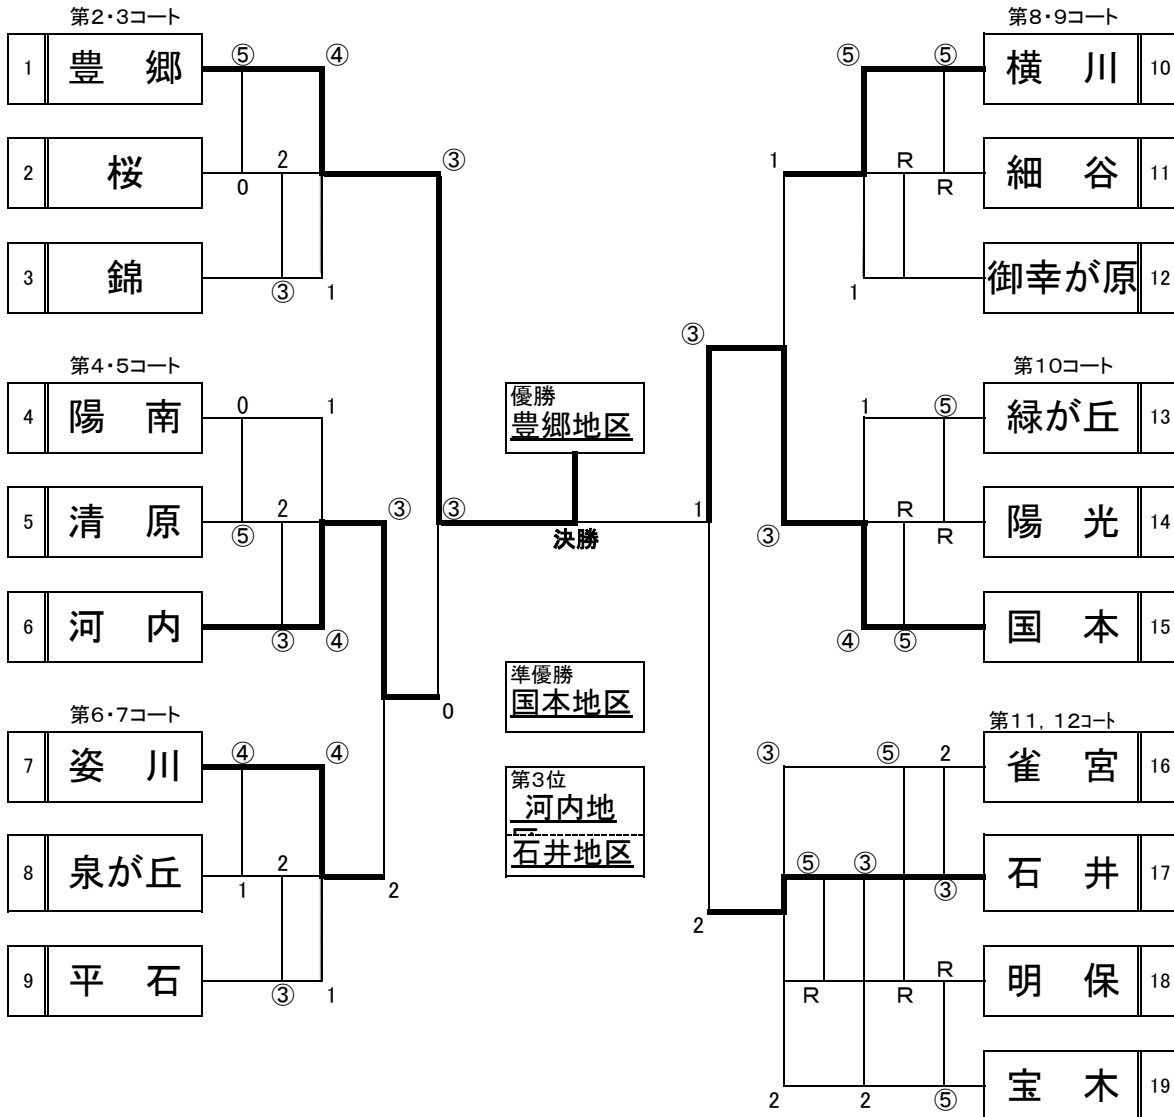 第2・3コート
1 豊 郷 ⑤ ④
2 桜 0 2 ③
3 錦 ③ 1
第4・5コート
4 陽 南 0 1
5 清 原 ⑤ 2 ③ ③
6 河 内 ③ ④
0
第6・7コート
7 姿 川 ④ ④
8 泉が丘 1 2 2
9 平 石 ③ 1
優勝
豊郷地区
決勝
準優勝
国本地区
第3位
河内地
石井地区
第8・9コート
⑤ ⑤ 横 川 10
1 R R 細 谷 11
1 御幸が原 12
③
第10コート
1 ⑤ 緑が丘 13
1 ③ R R 陽 光 14
④ ⑤ 国 本 15
第11，12コート
③ ⑤ 2 雀 宮 16
⑤ ③ ③ 石 井 17
2
R R R 明 保 18
2 2 ⑤ 宝 木 19